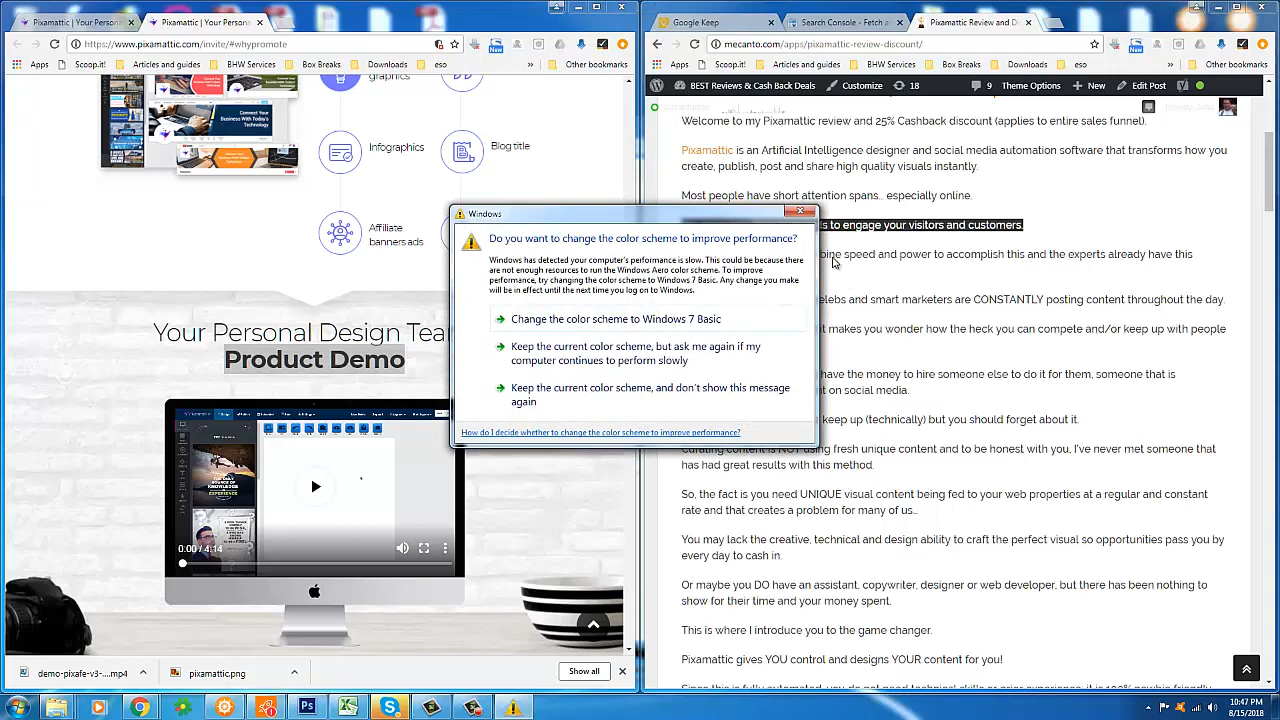 Pixamattic | Your Persona
Pixamattic | Your Persona
https://www.pixamattic.com/invite/#whypromote
Apps
Scoop.it!
Articles and guides
BHW Services
Box Breaks
Downloads
»
Other bookmarks
graphics
Infographics
Blog title
Affiliate
banners ads
Your Personal Design Tea
Product Demo
0:00 / 4:14
demo-pixafe-v3-....mp4
pixamattic.png
Show all
Google Keep
Search Console - Fetch a
Pixamattic Review and D
mecanto.com/apps/pixamattic-review-discount/
Apps
Scoop.it!
Articles and guides
BHW Services
Box Breaks
Downloads
»
Other bookmarks
BEST Reviews & Cash Back Deals
Customize
18
9
New
Theme Options
Edit Post
Welcome to my Pixamattic review and 25% Cashback Discount (applies to entire sales funnel).
Pixamattic is an Artificial Intelligence designer and social media automation software that transforms how you
create, publish, post and share high quality visuals instantly.
Most people have short attention spans... especially online.
s to engage your visitors and customers.
bine speed and power to accomplish this and the experts already have this
elebs and smart marketers are CONSTANTLY posting content throughout the day.
t makes you wonder how the heck you can compete and/or keep up with people
have the money to hire someone else to do it for them, someone that is
t on social media.
keep up (technically) but you should forget about it.
Curating content is NOT using fresh unique content and to be honest with you, I've never met someone that
has had great results with this method.
So, the fact is you need UNIQUE visual content being fed to your web properties at a regular and constant
rate and that creates a problem for many of us...
You may lack the creative, technical and design ability to craft the perfect visual so opportunities pass you by
every day to cash in.
Or maybe you DO have an assistant, copywriter, designer or web developer, but there has been nothing to
show for their time and your money spent.
This is where I introduce you to the game changer.
Pixamattic gives YOU control and designs YOUR content for you!
Windows
Do you want to change the color scheme to improve performance?
Windows has detected your computer's performance is slow. This could be because there
are not enough resources to run the Windows Aero color scheme. To improve
performance, try changing the color scheme to Windows 7 Basic. Any change you make
will be in effect until the next time you log on to Windows.
Change the color scheme to Windows 7 Basic
Keep the current color scheme, but ask me again if my
computer continues to perform slowly
Keep the current color scheme, and don't show this message
again
How do I decide whether to change the color scheme to improve performance?
10:47 PM
8/15/2018